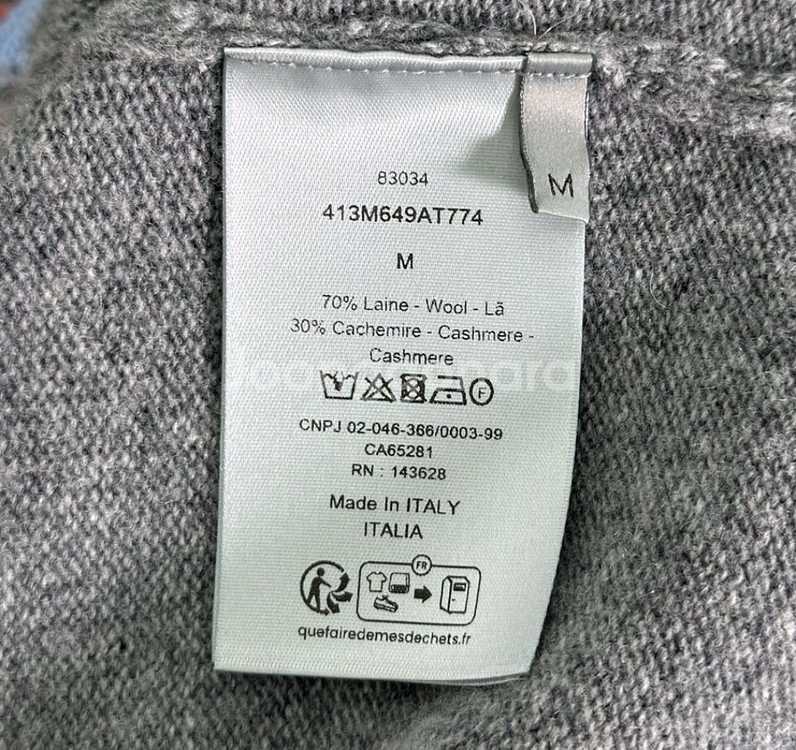 M
83034
413M649AT774
M
70% Laine - Wool - Lã
30% Cachemire - Cashmere -
Cashmere
F
CNPJ 02-046-366/0003-99
CA65281
RN : 143628
Made In ITALY
ITALIA
FR
quefairedemesdechets.fr